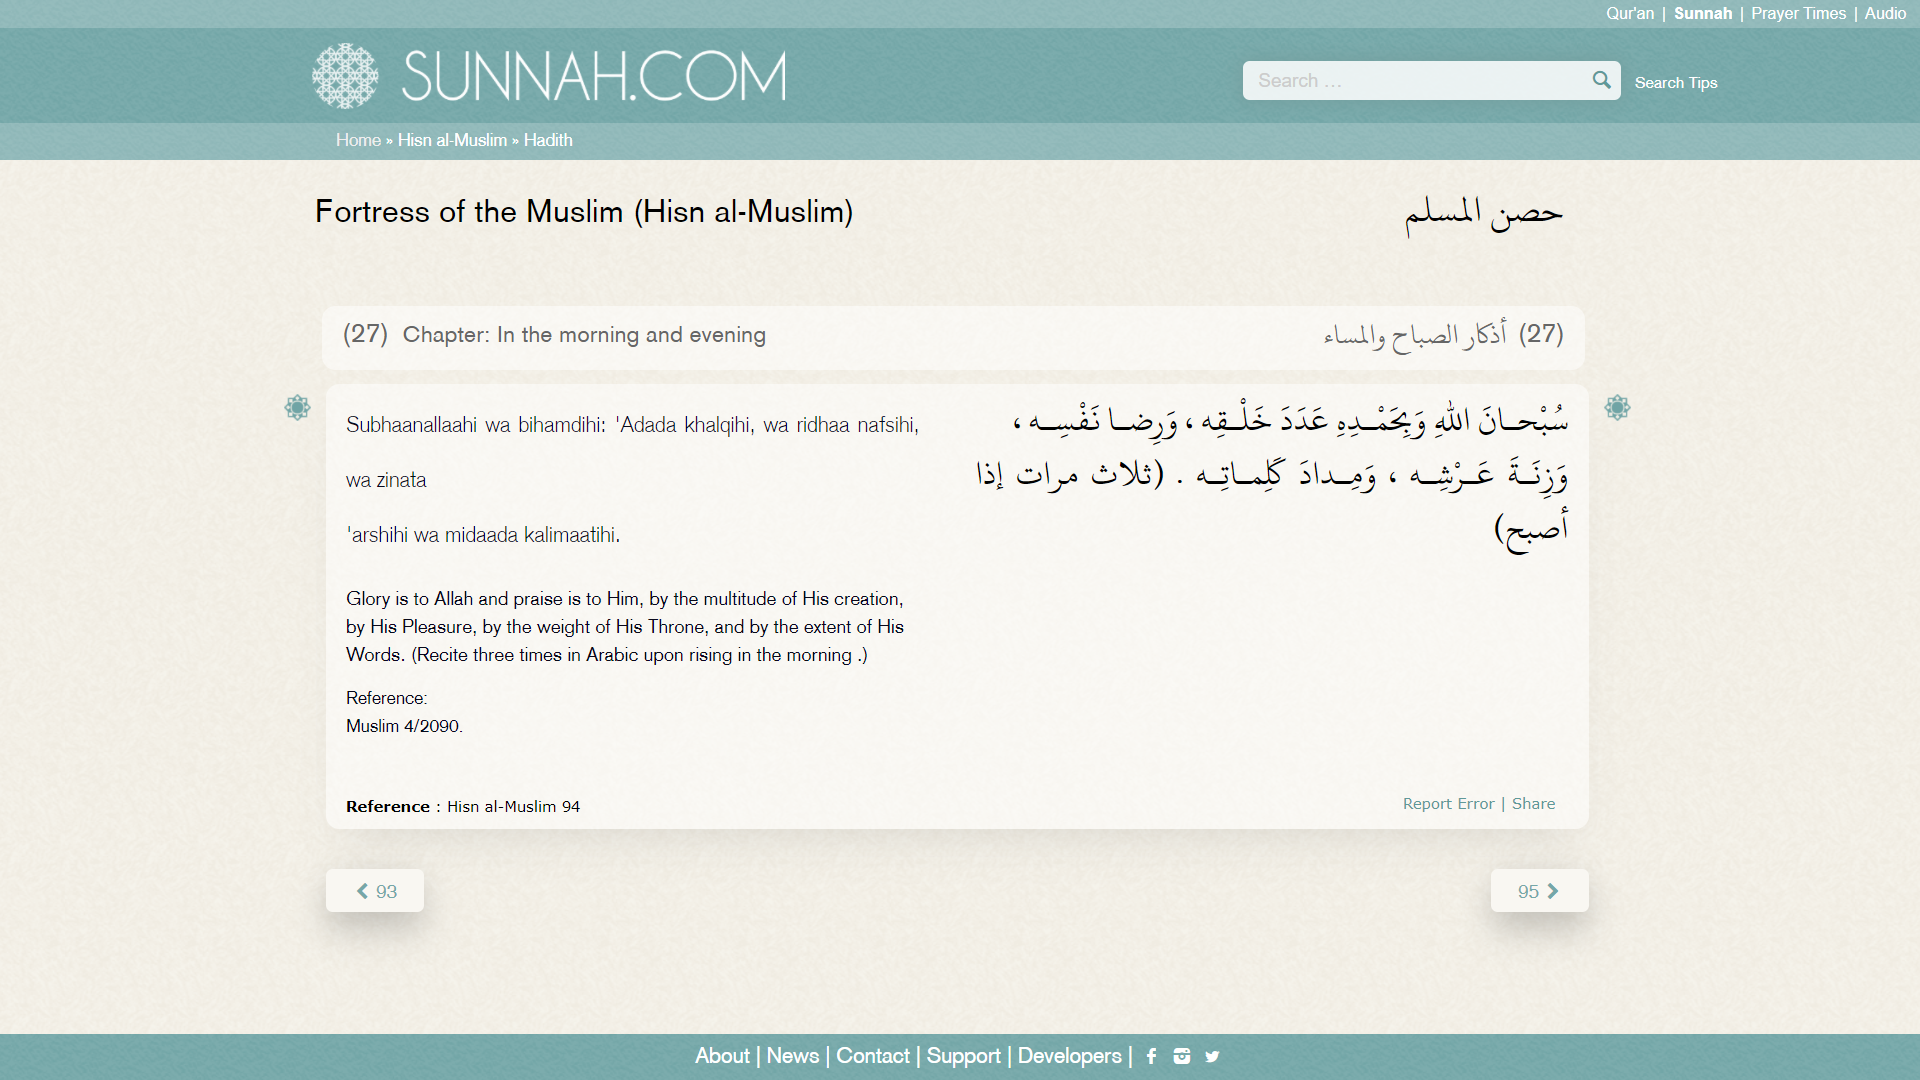 Qur'an | Sunnah | Prayer Times | Audio
SUNNAH.COM
Search …
Search Tips
Home » Hisn al-Muslim » Hadith
Fortress of the Muslim (Hisn al-Muslim)
حصن المسلم
(27) Chapter: In the morning and evening
(27) أذكار الصباح والمساء
Subhaanallaahi wa bihamdihi: 'Adada khalqihi, wa ridhaa nafsihi,
wa zinata
'arshihi wa midaada kalimaatihi.
Glory is to Allah and praise is to Him, by the multitude of His creation,
by His Pleasure, by the weight of His Throne, and by the extent of His
Words. (Recite three times in Arabic upon rising in the morning .)
Reference:
Muslim 4/2090.
سُبْحـانَ اللهِ وَبِحَمْـدِهِ عَدَدَ خَلْـقِه ، وَرِضـا نَفْسِـه ،
وَزِنَـةَ عَـرْشِـه ، وَمِـدادَ كَلِمـاتِـه . (ثلاث مرات إذا
أصبح)
Reference : Hisn al-Muslim 94
Report Error | Share
93
95
About | News | Contact | Support | Developers |